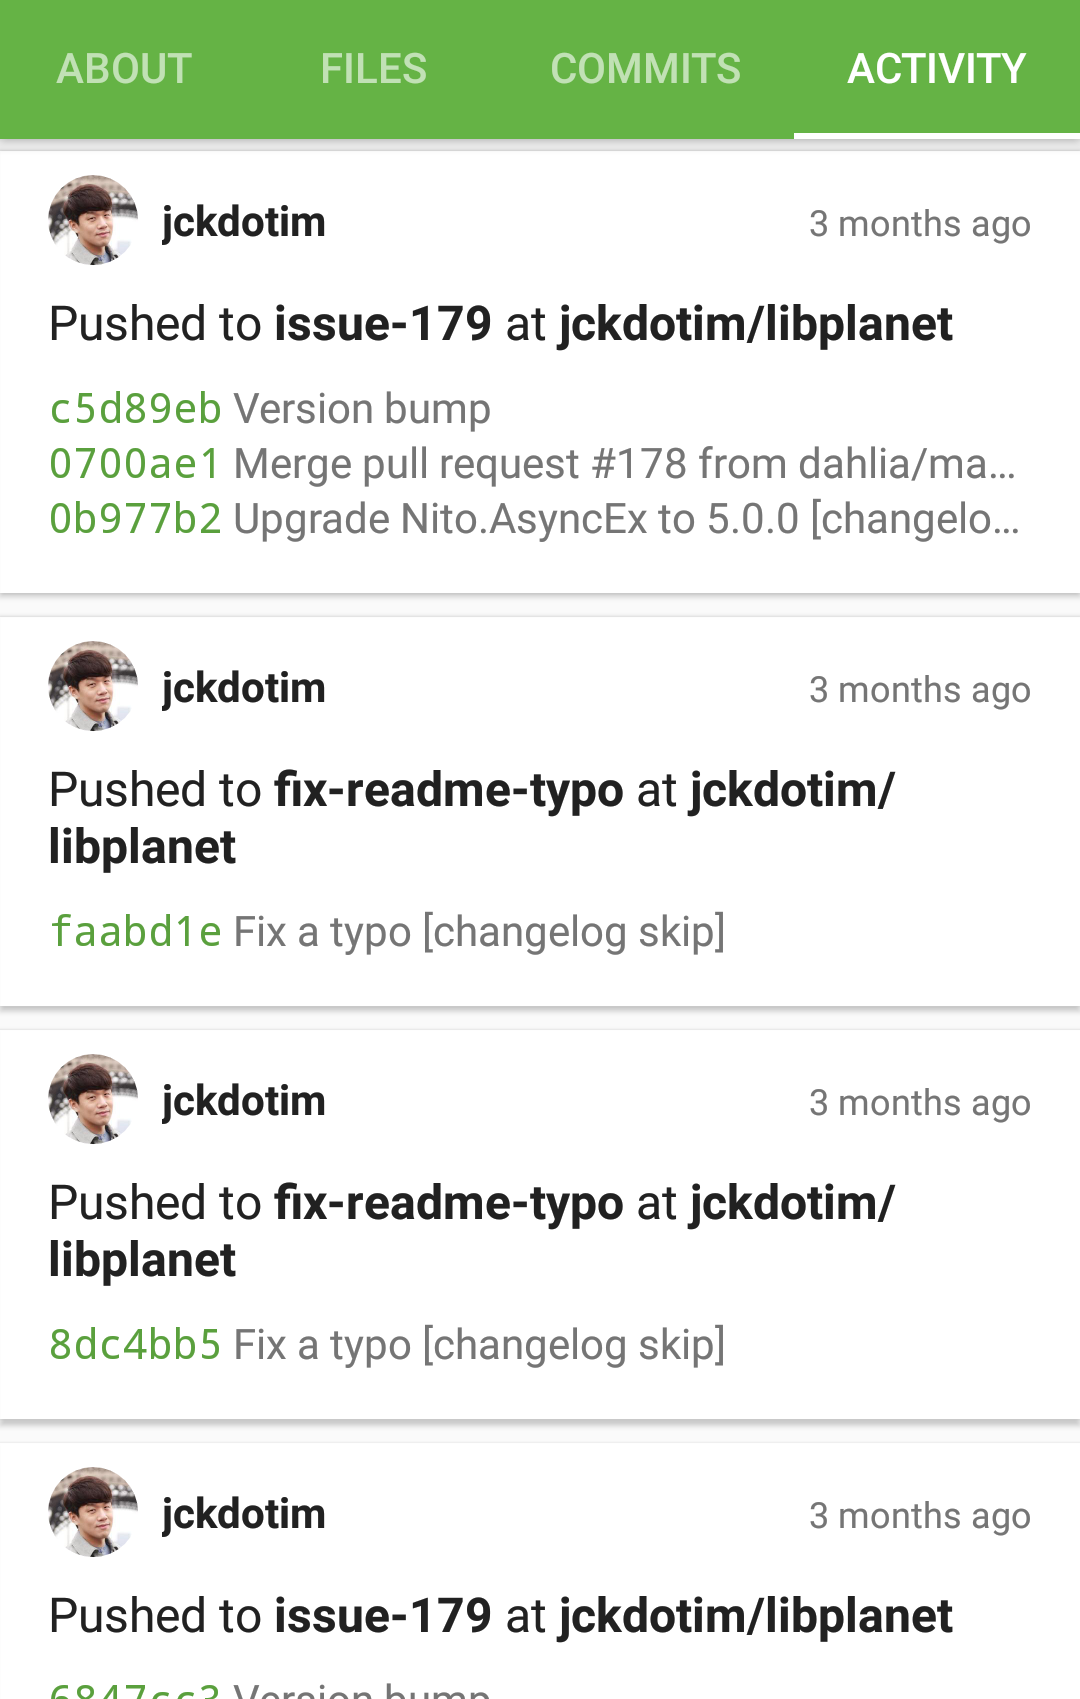 ABOUT FILES COMMITS ACTIVITY
jckdotim 3 months ago
Pushed to issue-179 at jckdotim/libplanet
c5d89eb Version bump
0700ae1 Merge pull request #178 from dahlia/ma...
0b977b2 Upgrade Nito.AsyncEx to 5.0.0 [changelo...
jckdotim 3 months ago
Pushed to fix-readme-typo at jckdotim/
libplanet
faabd1e Fix a typo [changelog skip]
jckdotim 3 months ago
Pushed to fix-readme-typo at jckdotim/
libplanet
8dc4bb5 Fix a typo [changelog skip]
jckdotim 3 months ago
Pushed to issue-179 at jckdotim/libplanet
Version bump